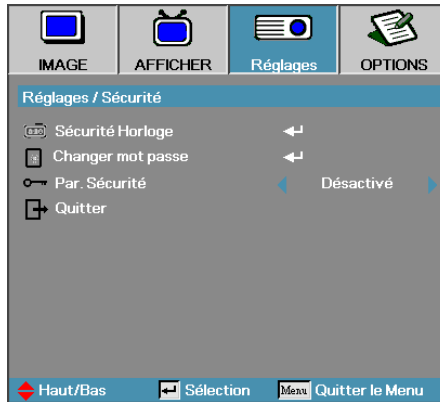 IMAGE AFFICHER Réglages OPTIONS
Réglages / Sécurité
Sécurité Horloge
Changer mot passe
Par. Sécurité Désactivé
Quitter
Haut/Bas Sélection Menu Quitter le Menu